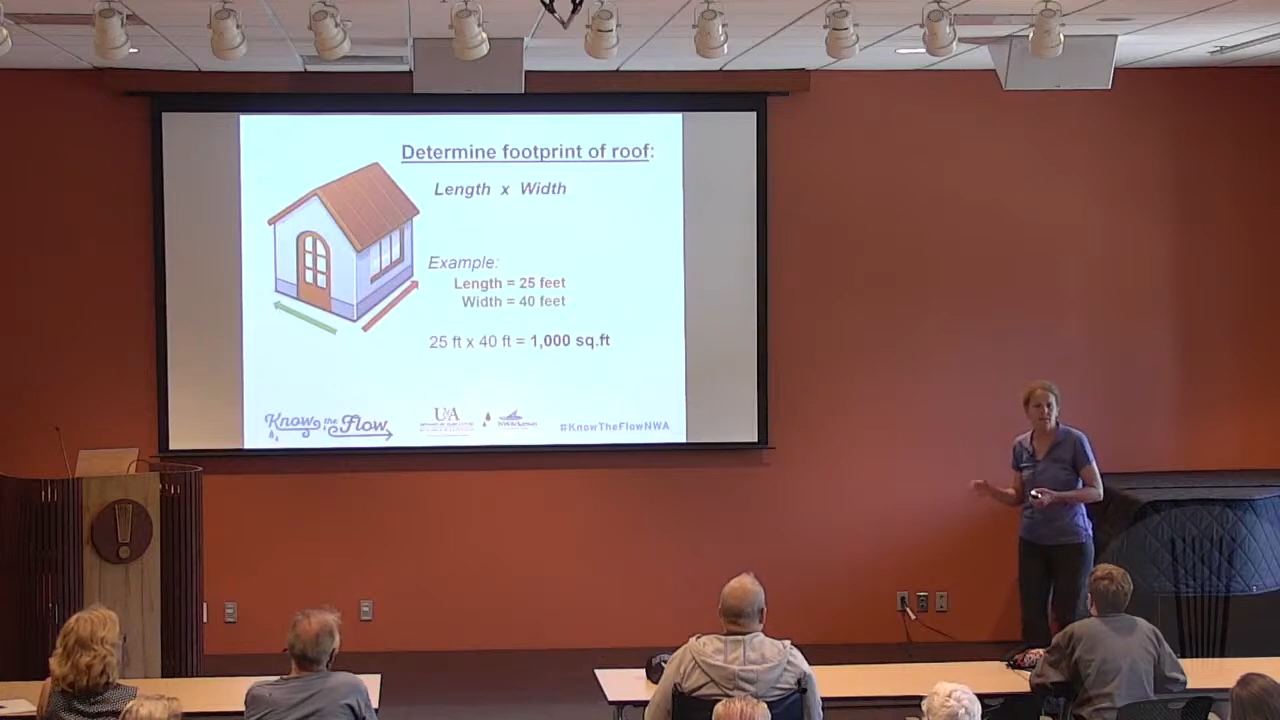 Determine footprint of roof:
Length x Width
Example:
Length = 25 feet
Width = 40 feet
25 ft x 40 ft = 1,000 sq.ft
Know the Flow
UA
#KnowTheFlowNWA